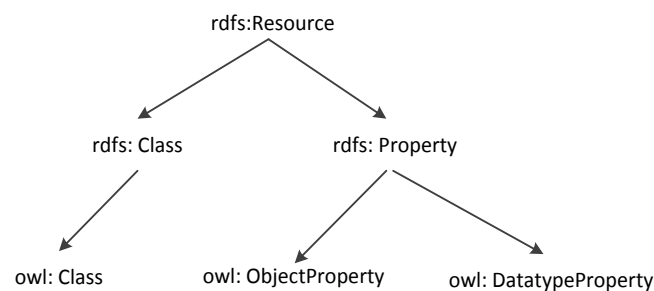 rdfs:Resource
rdfs: Class
rdfs: Property
owl: Class
owl: ObjectProperty
owl: DatatypeProperty